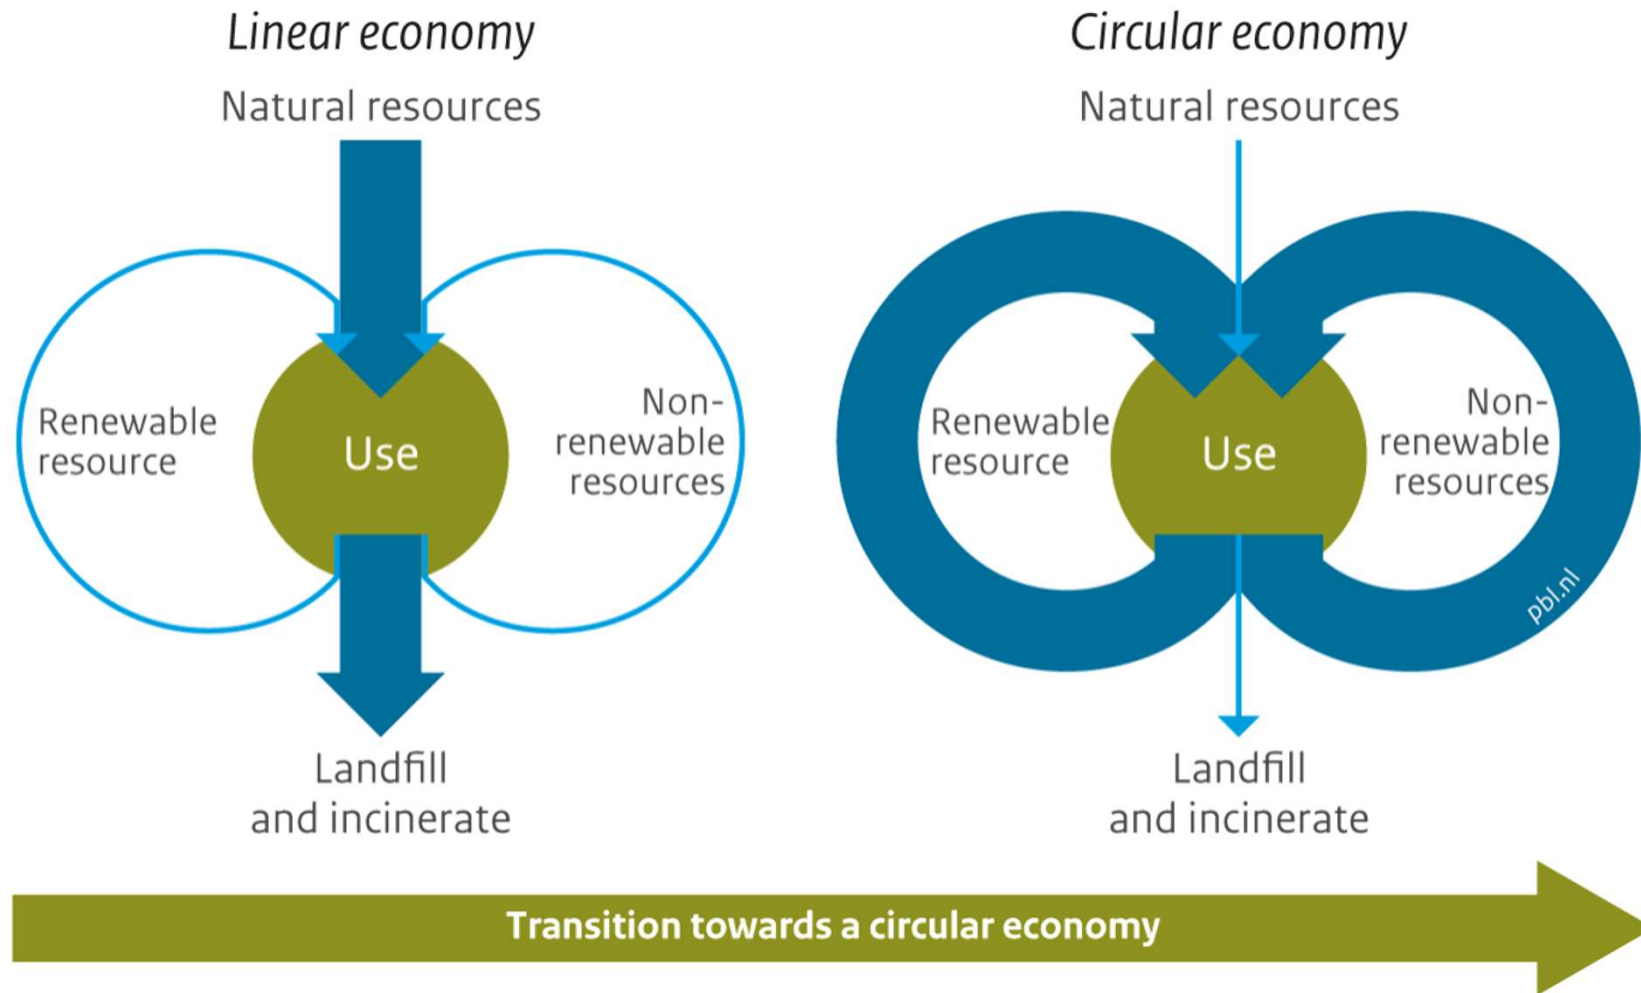 Linear economy
Natural resources
Renewable
resource
Use
Non-
renewable
resources
Landfill
and incinerate
Circular economy
Natural resources
Renewable
resource
Use
Non-
renewable
resources
pbl.nl
Landfill
and incinerate
Transition towards a circular economy